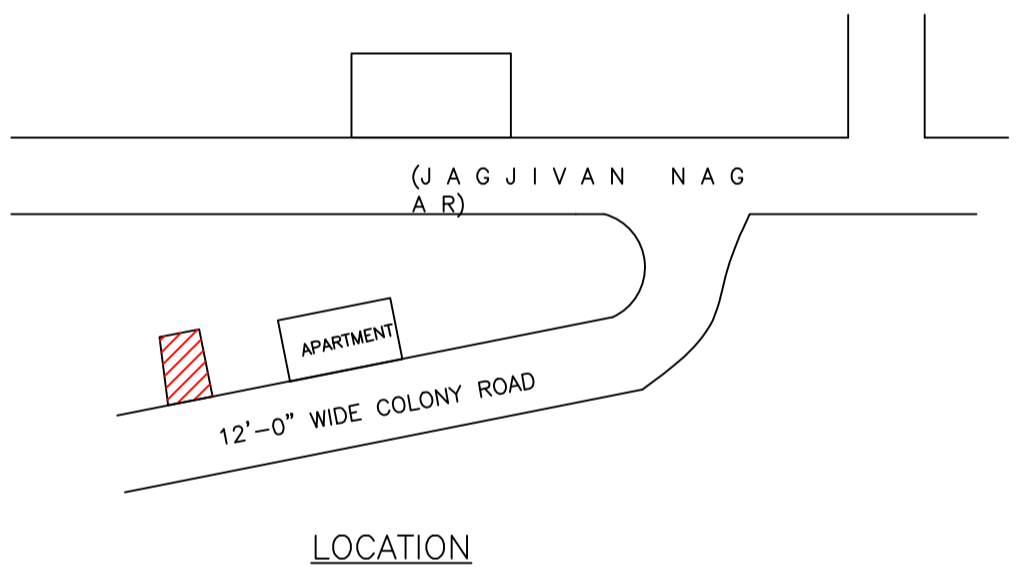 (J A G J I V A N N A G
A R)
APARTMENT
12'-0" WIDE COLONY ROAD
LOCATION